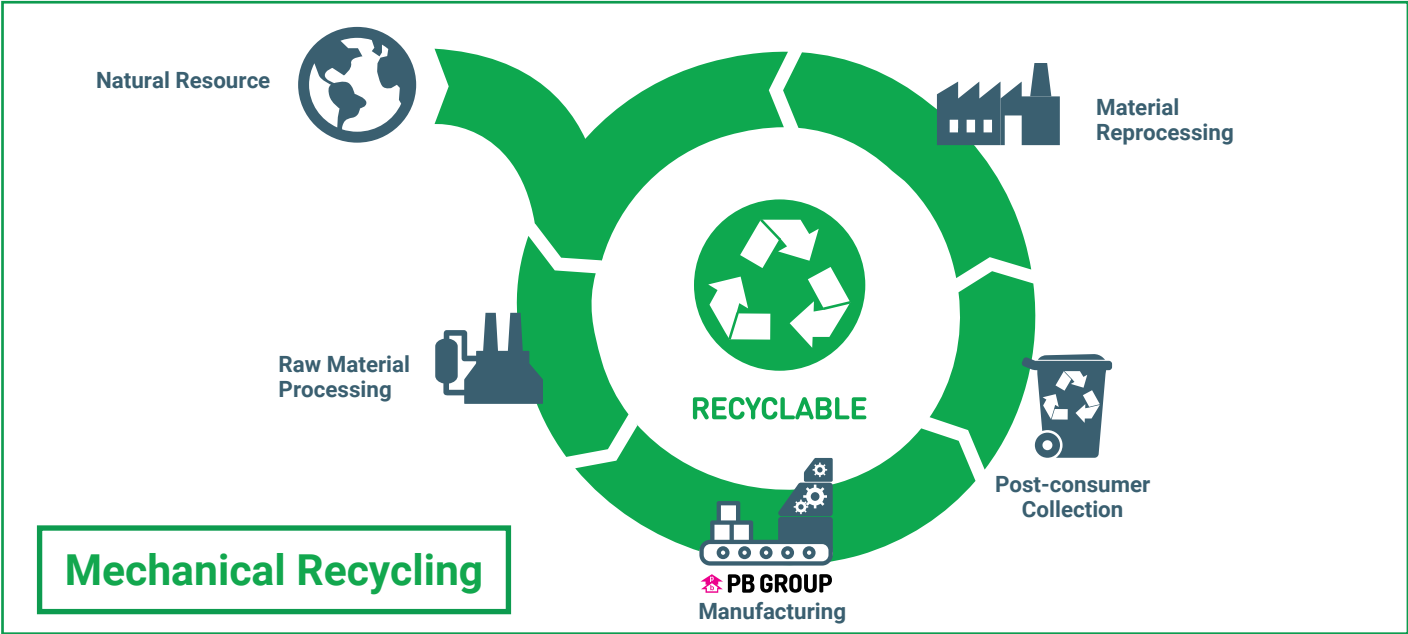 Natural Resource
Material
Reprocessing
Raw Material
Processing
RECYCLABLE
Post-consumer
Collection
PB GROUP
Manufacturing
Mechanical Recycling